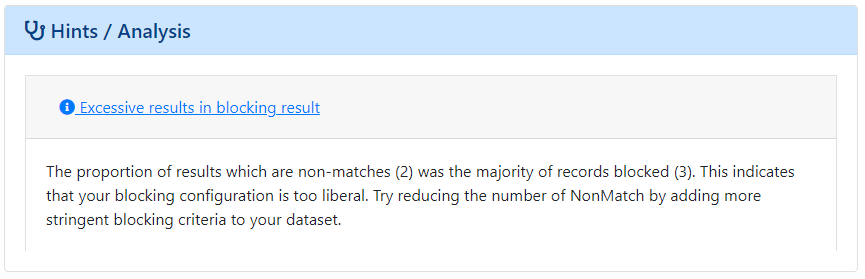 Hints / Analysis
Excessive results in blocking result
The proportion of results which are non-matches (2) was the majority of records blocked (3). This indicates
that your blocking configuration is too liberal. Try reducing the number of NonMatch by adding more
stringent blocking criteria to your dataset.